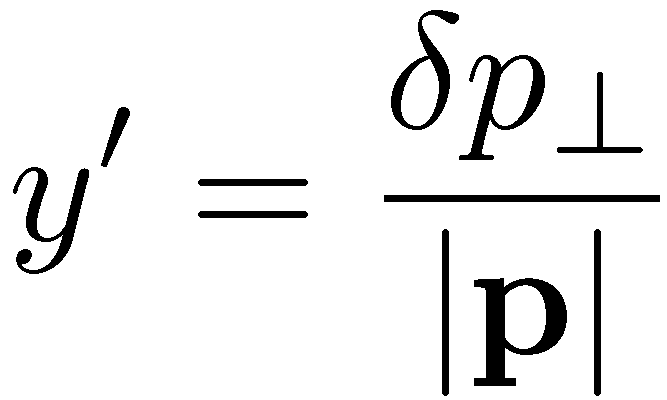 y′ = δp⊥ / |𝐩|